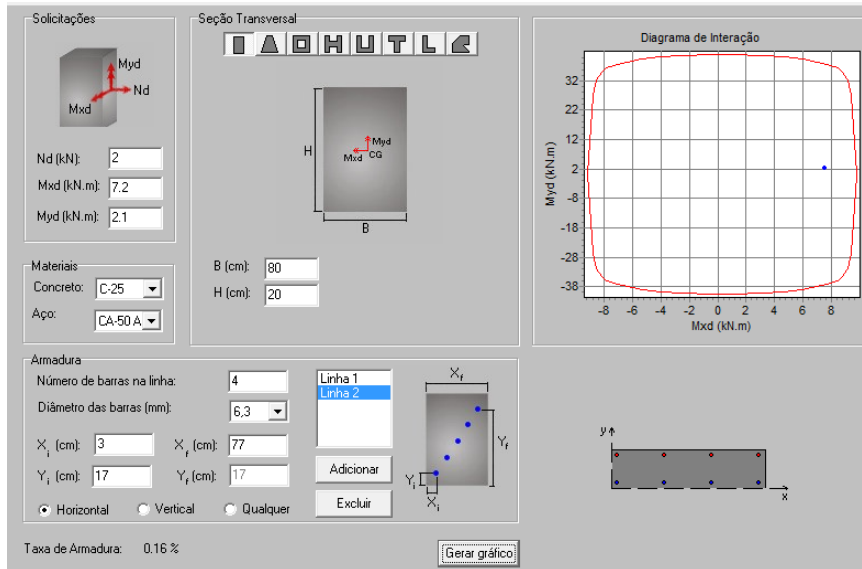 Solicitações
Myd
Nd
Mxd
Nd (kN): 2
Mxd (kN.m): 7.2
Myd (kN.m): 2.1
Materiais
Concreto: C-25
Aço: CA-50 A
Seção Transversal
H
Myd
Mxd
CG
B
B (cm): 80
H (cm): 20
Diagrama de Interação
Myd (kN.m)
32
22
12
2
-8
-18
-28
-38
-8 -6 -4 -2 0 2 4 6 8
Mxd (kN.m)
Armadura
Número de barras na linha: 4
Diâmetro das barras (mm): 6,3
Xi (cm): 3 Xf (cm): 77
Yi (cm): 17 Yf (cm): 17
Horizontal Vertical Qualquer
Linha 1
Linha 2
Adicionar
Excluir
Xf
Yf
Yi
Xi
y
x
Taxa de Armadura: 0.16 %
Gerar gráfico